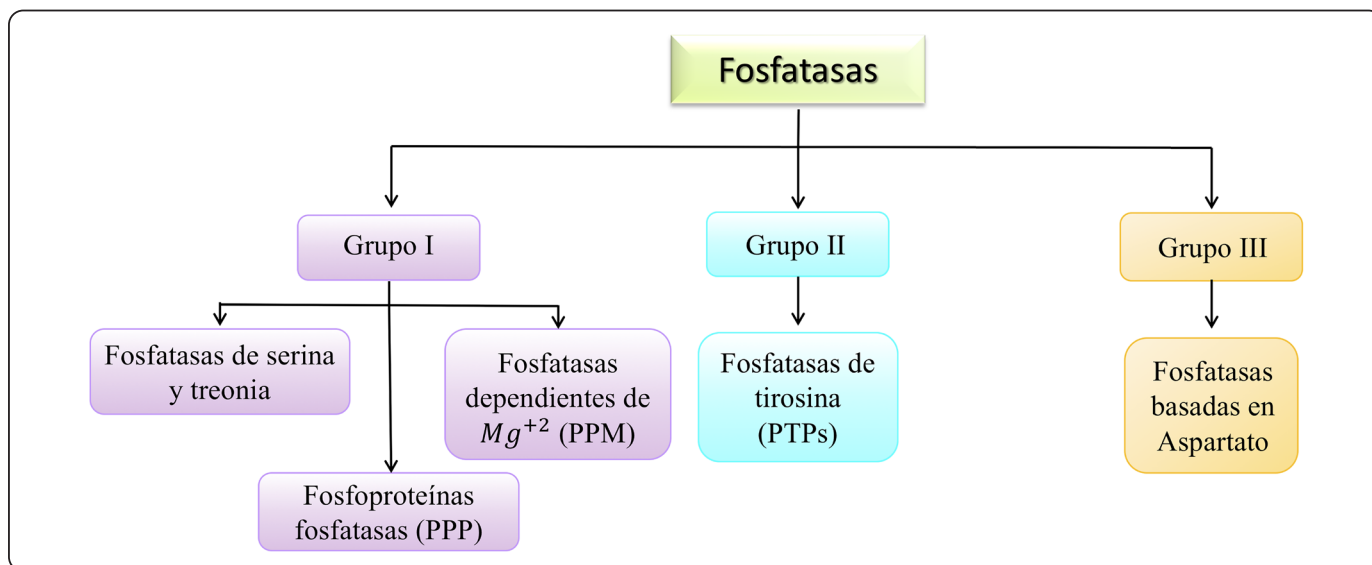 Fosfatasas
Grupo I
Grupo II
Grupo III
Fosfatasas de serina
y treonia
Fosfatasas
dependientes de
Mg⁺² (PPM)
Fosfoproteínas
fosfatasas (PPP)
Fosfatasas de
tirosina
(PTPs)
Fosfatasas
basadas en
Aspartato